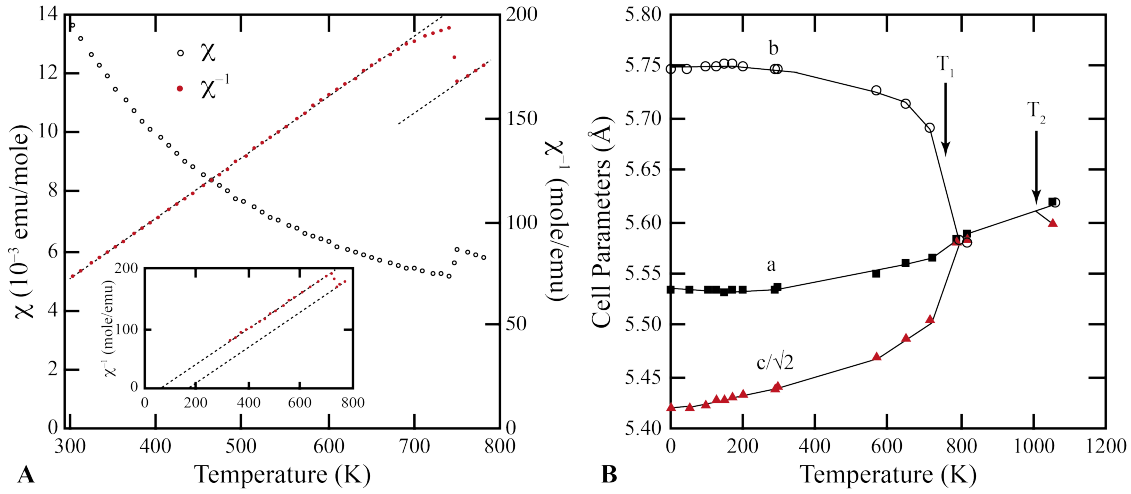 14
12
10
8
6
4
2
0
χ (10⁻³ emu/mole)
χ
χ⁻¹
200
150
100
50
0
χ⁻¹ (mole/emu)
200
100
0
χ⁻¹ (mole/emu)
0 200 400 600 800
300 400 500 600 700 800
A Temperature (K)
5.80
5.75
5.70
5.65
5.60
5.55
5.50
5.45
5.40
Cell Parameters (Å)
b
T₁
T₂
a
c/√2
0 200 400 600 800 1000 1200
B Temperature (K)